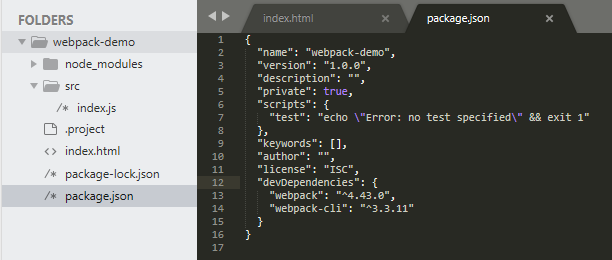 FOLDERS
webpack-demo
node_modules
src
index.js
.project
index.html
package-lock.json
package.json
index.html ×
package.json ×
1 {
2 "name": "webpack-demo",
3 "version": "1.0.0",
4 "description": "",
5 "private": true,
6 "scripts": {
7 "test": "echo \"Error: no test specified\" && exit 1"
8 },
9 "keywords": [],
10 "author": "",
11 "license": "ISC",
12 "devDependencies": {
13 "webpack": "^4.43.0",
14 "webpack-cli": "^3.3.11"
15 }
16 }
17